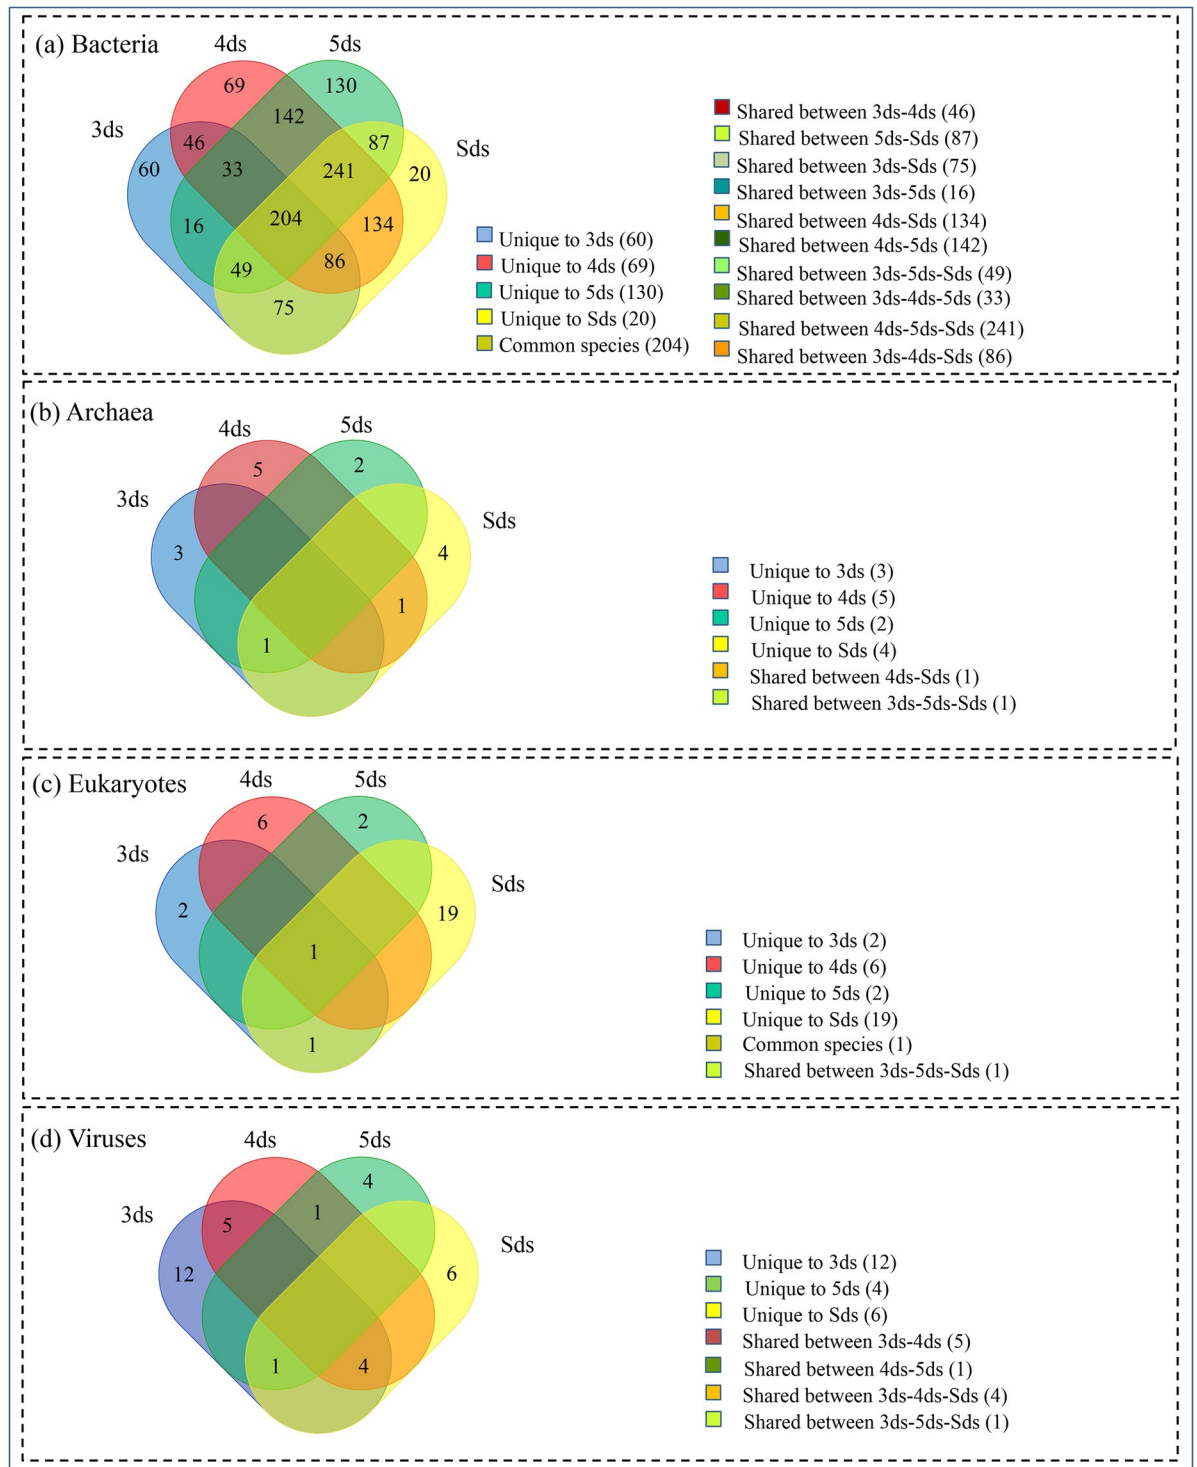 (a) Bacteria
4ds
5ds
3ds
Sds
69
130
142
46
87
60
33
241
20
16
204
134
49
86
75
Unique to 3ds (60)
Unique to 4ds (69)
Unique to 5ds (130)
Unique to Sds (20)
Common species (204)
Shared between 3ds-4ds (46)
Shared between 5ds-Sds (87)
Shared between 3ds-Sds (75)
Shared between 3ds-5ds (16)
Shared between 4ds-Sds (134)
Shared between 4ds-5ds (142)
Shared between 3ds-5ds-Sds (49)
Shared between 3ds-4ds-5ds (33)
Shared between 4ds-5ds-Sds (241)
Shared between 3ds-4ds-Sds (86)
(b) Archaea
4ds
5ds
3ds
Sds
5
2
3
4
1
1
Unique to 3ds (3)
Unique to 4ds (5)
Unique to 5ds (2)
Unique to Sds (4)
Shared between 4ds-Sds (1)
Shared between 3ds-5ds-Sds (1)
(c) Eukaryotes
4ds
5ds
3ds
Sds
6
2
2
19
1
1
Unique to 3ds (2)
Unique to 4ds (6)
Unique to 5ds (2)
Unique to Sds (19)
Common species (1)
Shared between 3ds-5ds-Sds (1)
(d) Viruses
4ds
5ds
3ds
Sds
4
1
5
12
6
1
4
Unique to 3ds (12)
Unique to 5ds (4)
Unique to Sds (6)
Shared between 3ds-4ds (5)
Shared between 4ds-5ds (1)
Shared between 3ds-4ds-Sds (4)
Shared between 3ds-5ds-Sds (1)